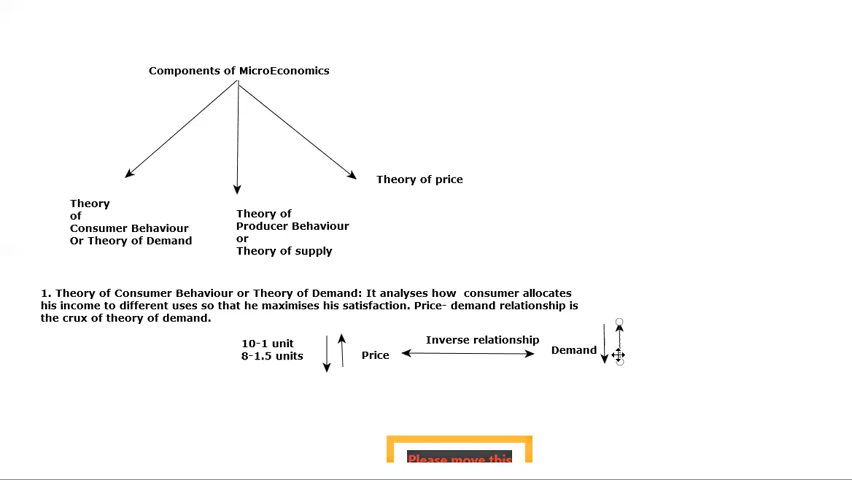 Components of MicroEconomics
Theory of price
Theory
of
Consumer Behaviour
Or Theory of Demand
Theory of
Producer Behaviour
or
Theory of supply
1. Theory of Consumer Behaviour or Theory of Demand: It analyses how consumer allocates
his income to different uses so that he maximises his satisfaction. Price- demand relationship is
the crux of theory of demand.
10-1 unit
8-1.5 units
Price
Inverse relationship
Demand
Please move this